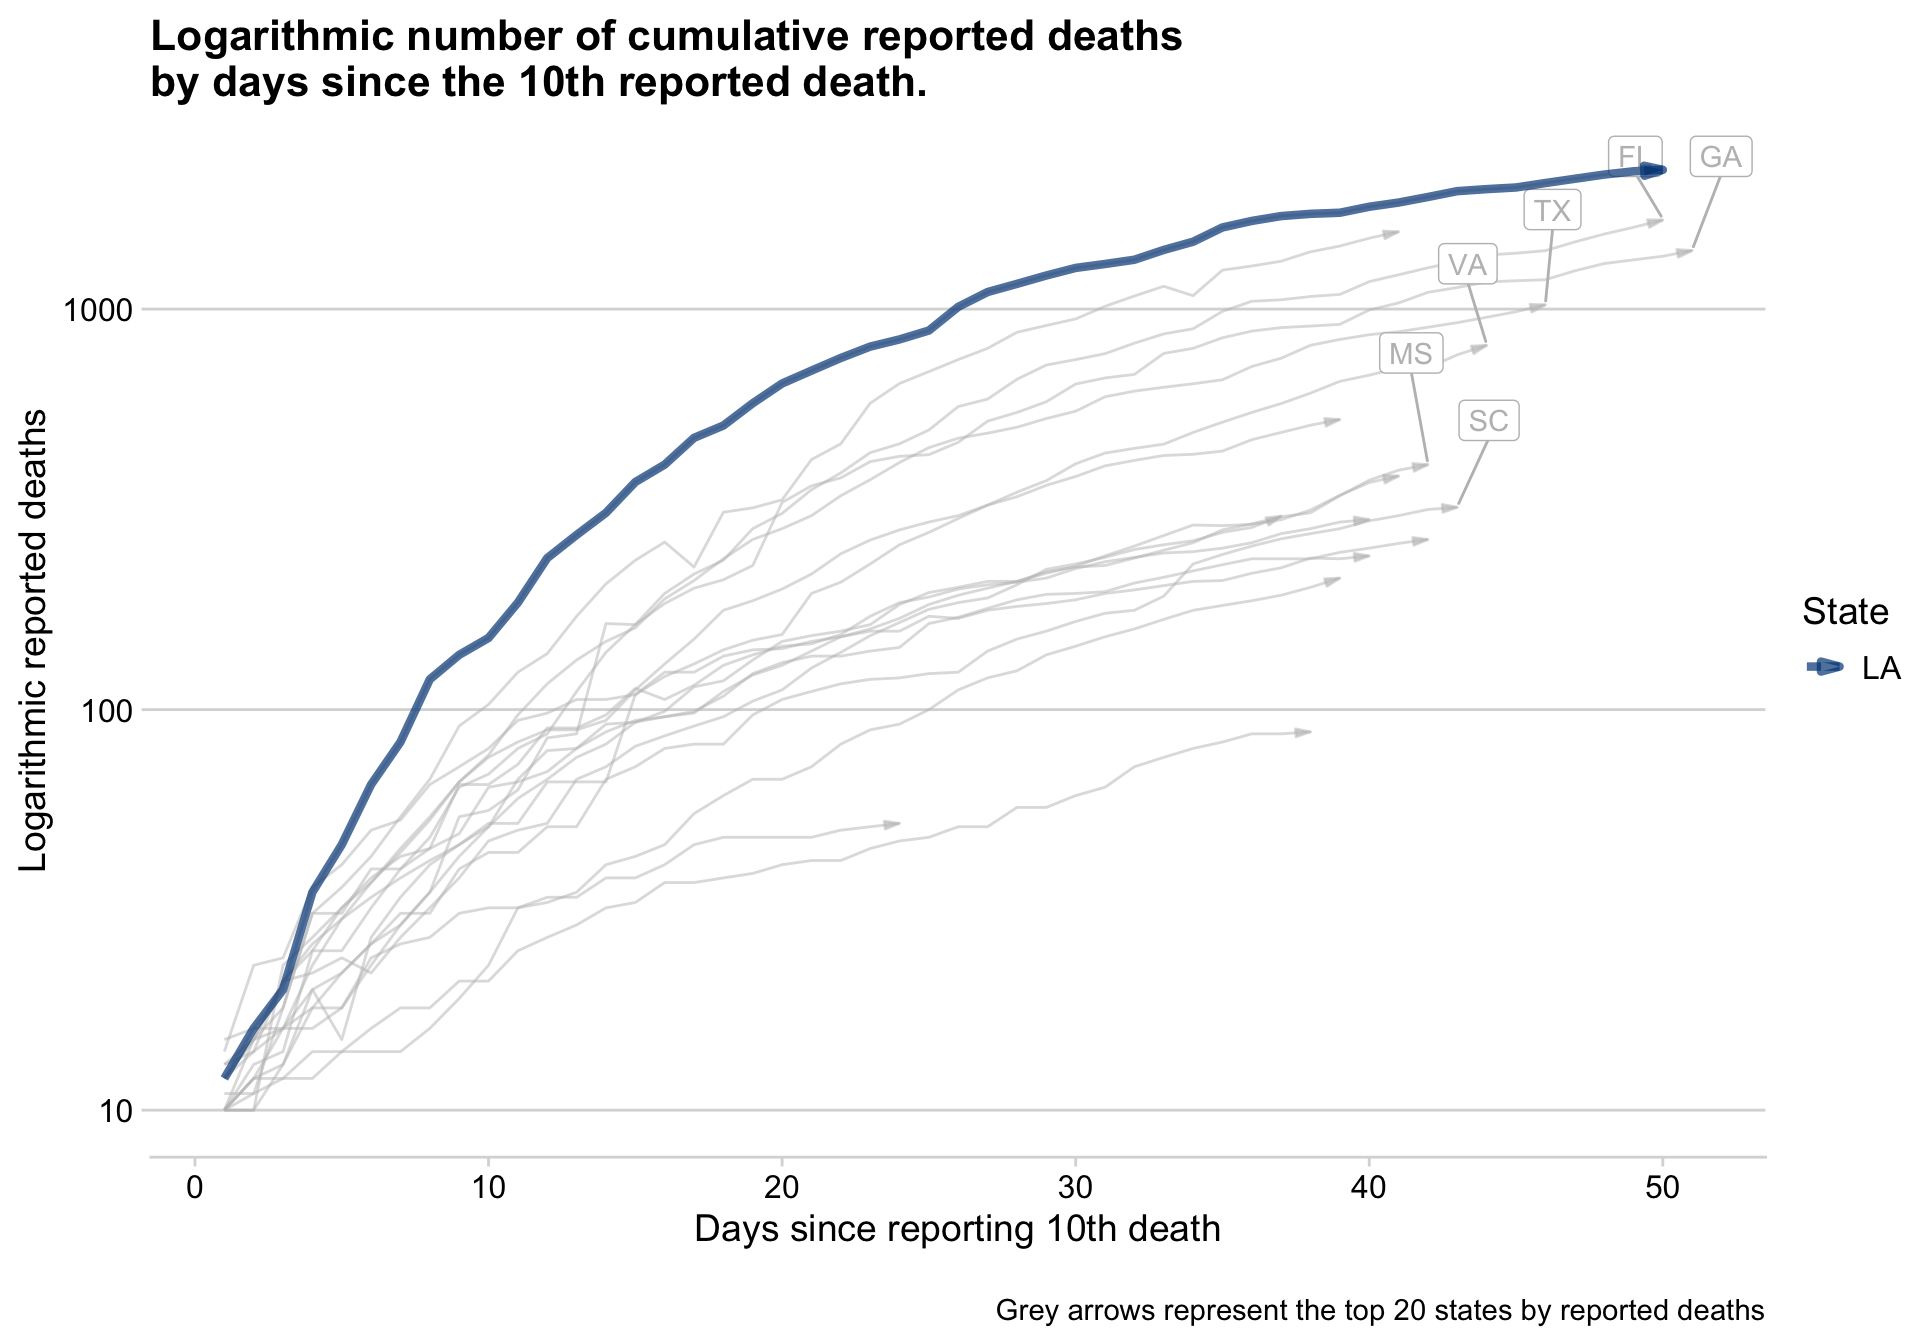 Logarithmic number of cumulative reported deaths
by days since the 10th reported death.
FL
GA
TX
VA
MS
SC
1000
100
10
Logarithmic reported deaths
0
10
20
30
40
50
Days since reporting 10th death
State
LA
Grey arrows represent the top 20 states by reported deaths